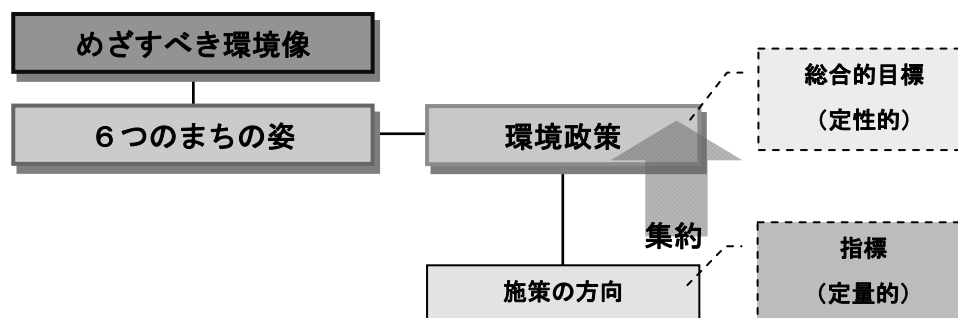 めざすべき環境像
６つのまちの姿
環境政策
総合的目標
（定性的）
集約
施策の方向
指標
（定量的）